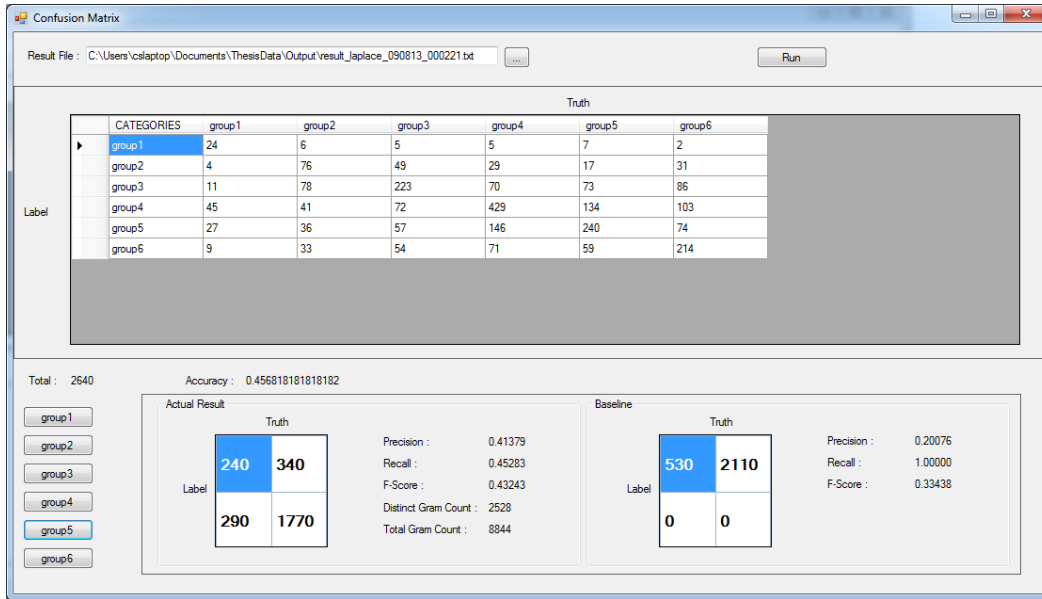 Confusion Matrix
Result File : C:\Users\cslaptop\Documents\ThesisData\Output\result_laplace_090813_000221.txt ... Run
Truth
CATEGORIES group1 group2 group3 group4 group5 group6
group1 24 6 5 5 7 2
group2 4 76 49 29 17 31
group3 11 78 223 70 73 86
Label
group4 45 41 72 429 134 103
group5 27 36 57 146 240 74
group6 9 33 54 71 59 214
Total : 2640 Accuracy : 0.456818181818182
group1
group2
group3
group4
group5
group6
Actual Result
Truth
Label
240 340
290 1770
Precision : 0.41379
Recall : 0.45283
F-Score : 0.43243
Distinct Gram Count : 2528
Total Gram Count : 8844
Baseline
Truth
Label
530 2110
0 0
Precision : 0.20076
Recall : 1.00000
F-Score : 0.33438